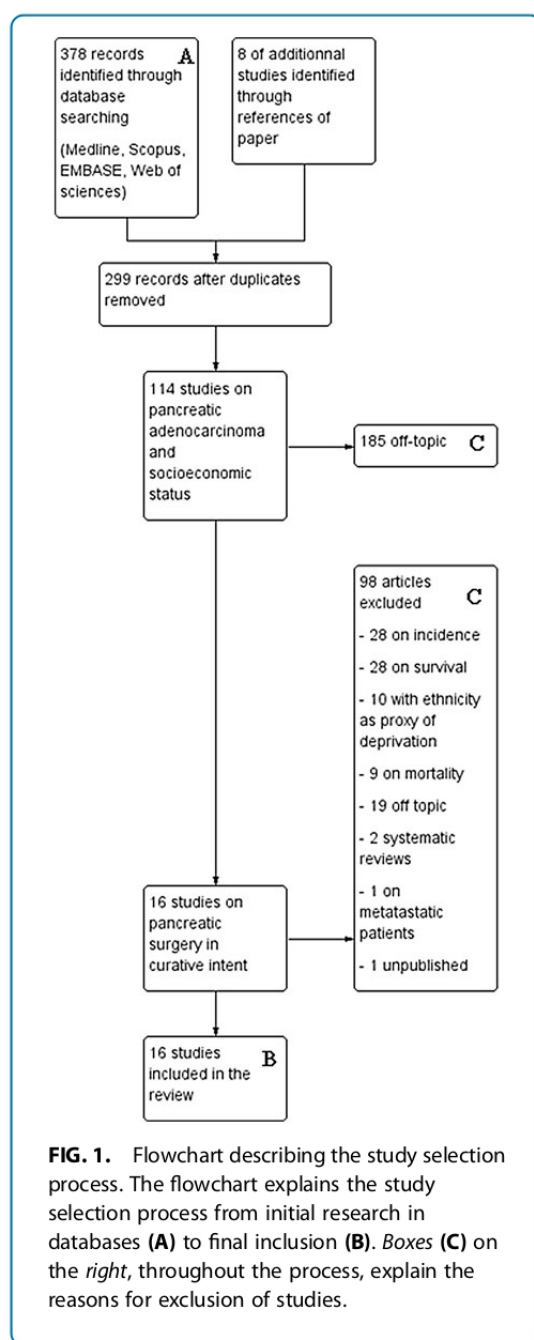 378 records A
identified through
database
searching
(Medline, Scopus,
EMBASE, Web of
sciences)
8 of additionnal
studies identified
through
references of
paper
299 records after duplicates
removed
114 studies on
pancreatic
adenocarcinoma
and
socioeconomic
status
185 off-topic C
98 articles
excluded C
- 28 on incidence
- 28 on survival
- 10 with ethnicity
as proxy of
deprivation
- 9 on mortality
- 19 off topic
- 2 systematic
reviews
- 1 on
metatastatic
patients
- 1 unpublished
16 studies on
pancreatic
surgery in
curative intent
16 studies B
included in the
review
FIG. 1. Flowchart describing the study selection
process. The flowchart explains the study
selection process from initial research in
databases (A) to final inclusion (B). Boxes (C) on
the right, throughout the process, explain the
reasons for exclusion of studies.